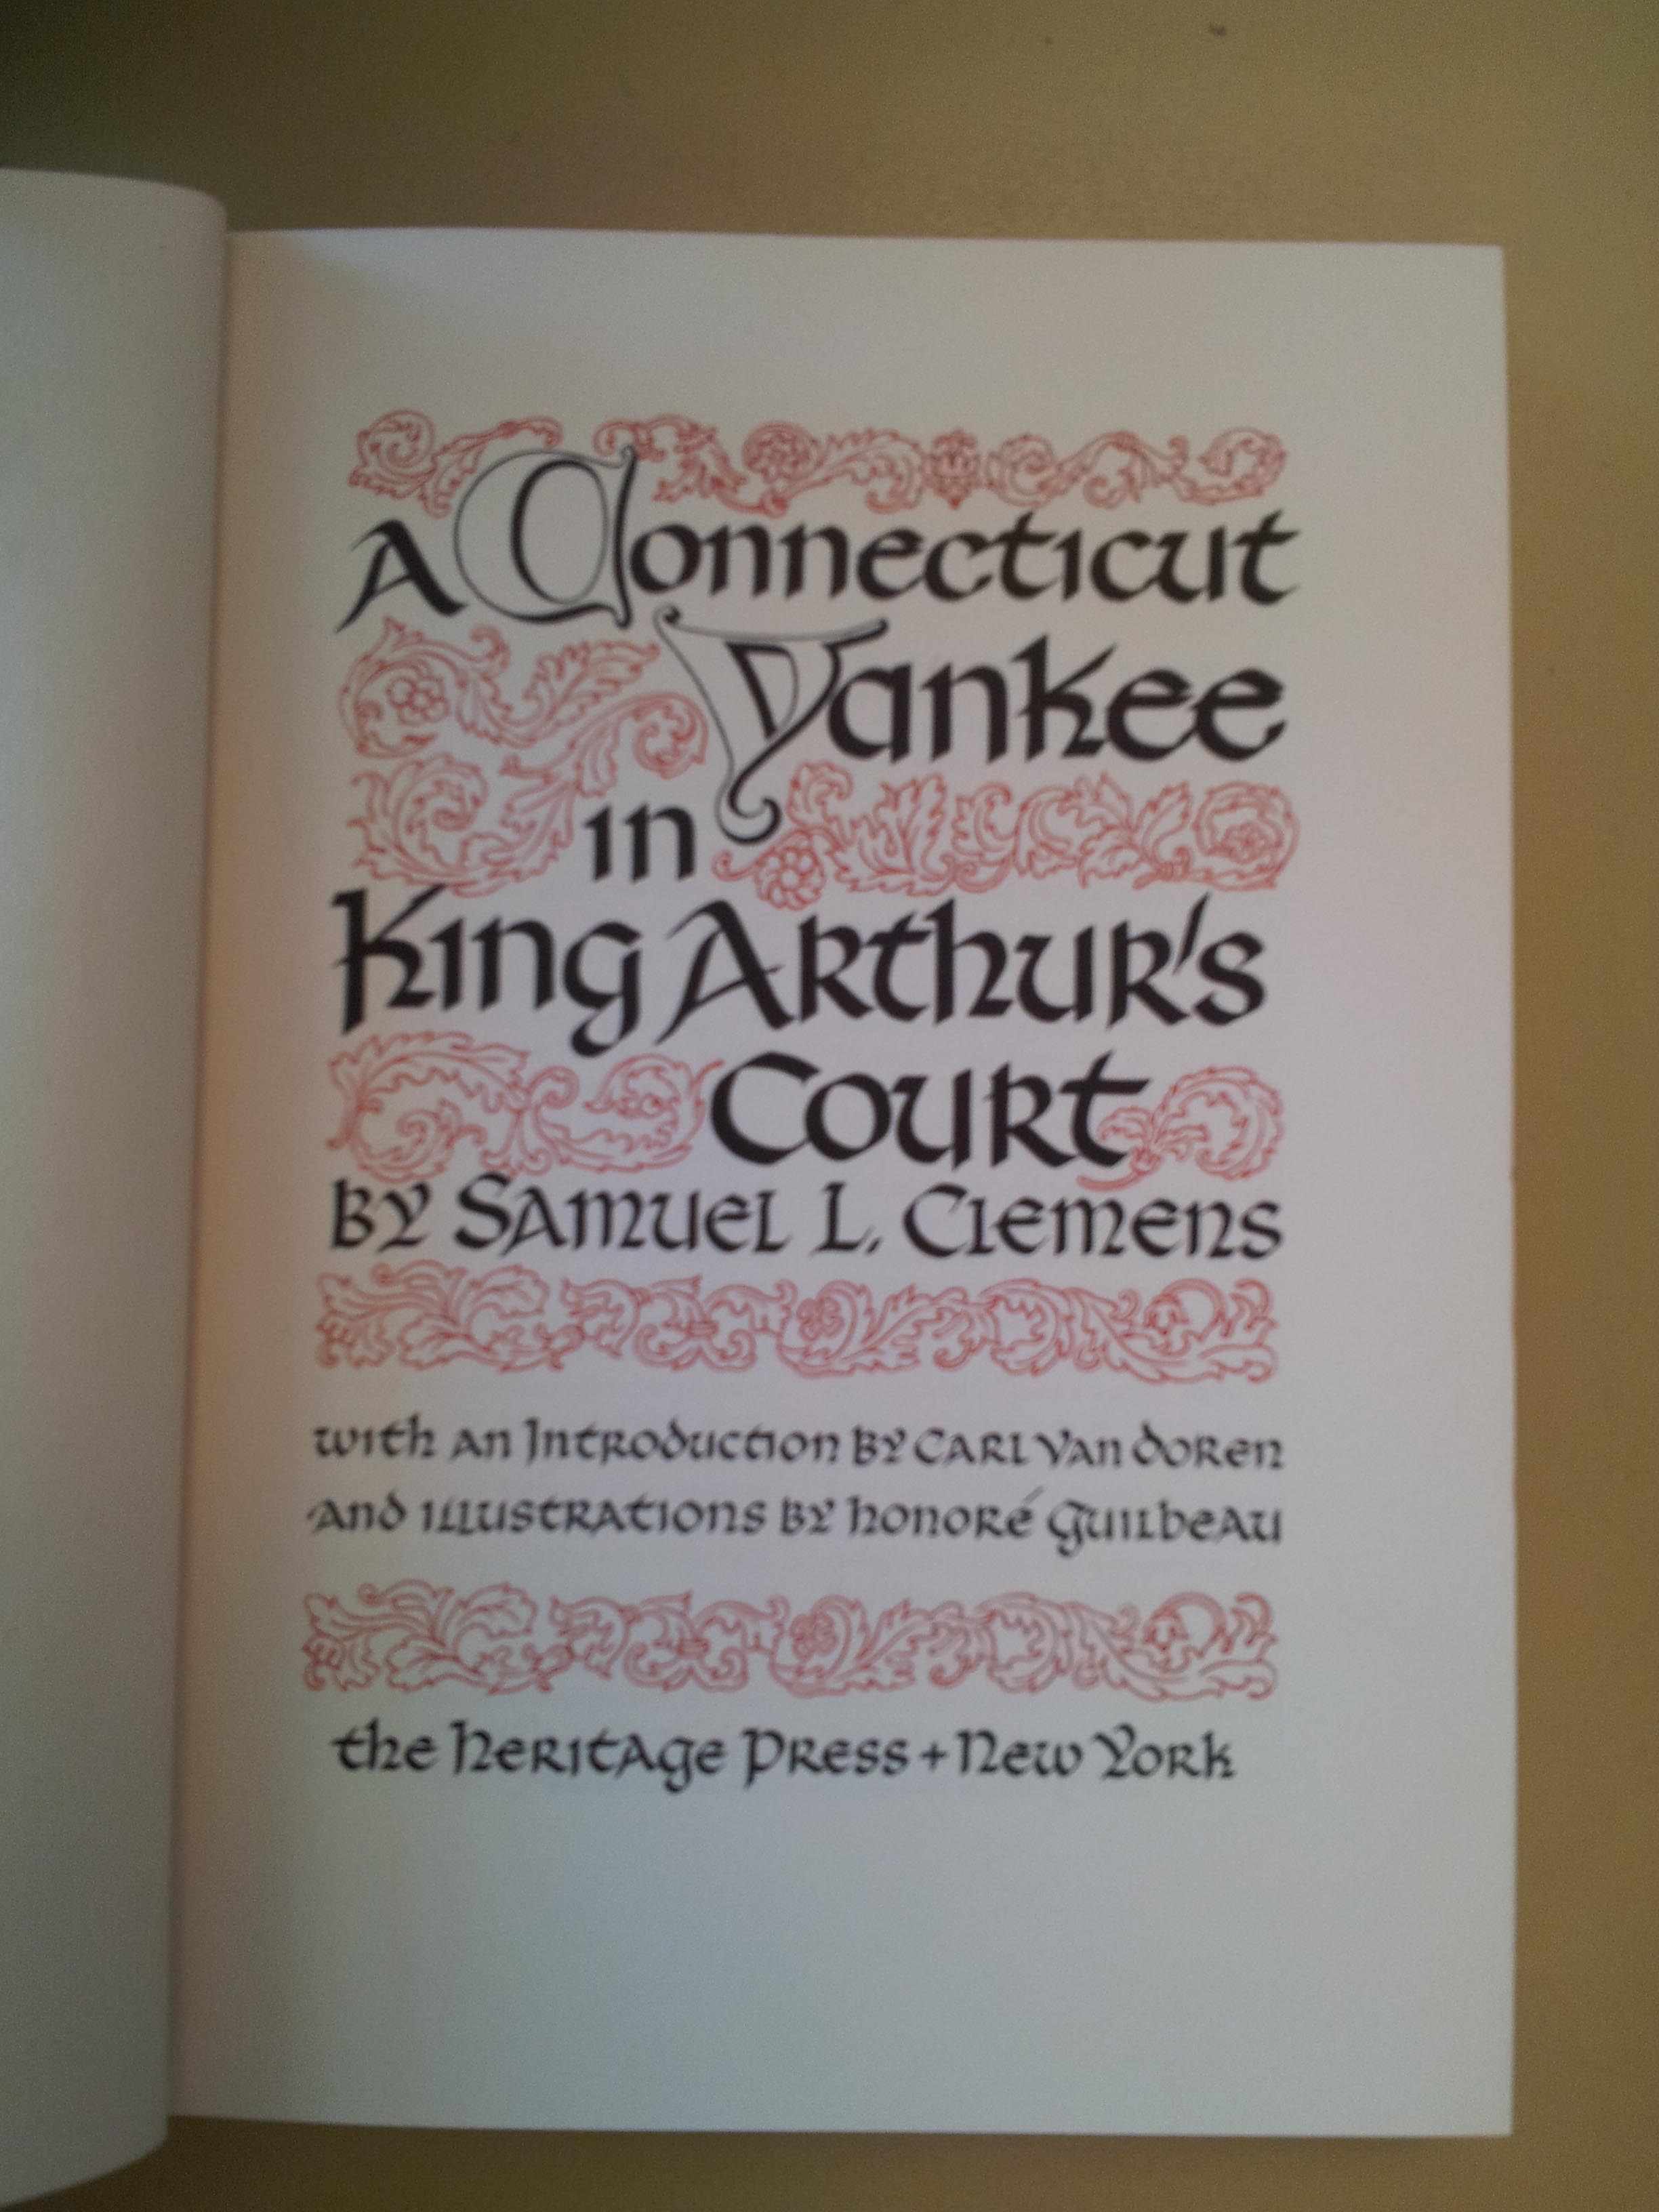 A Connecticut
Yankee
in
King Arthur's
Court
by Samuel L. Clemens
with an Introduction by Carl Van Doren
and illustrations by Honoré Guilbeau
the Heritage Press + New York